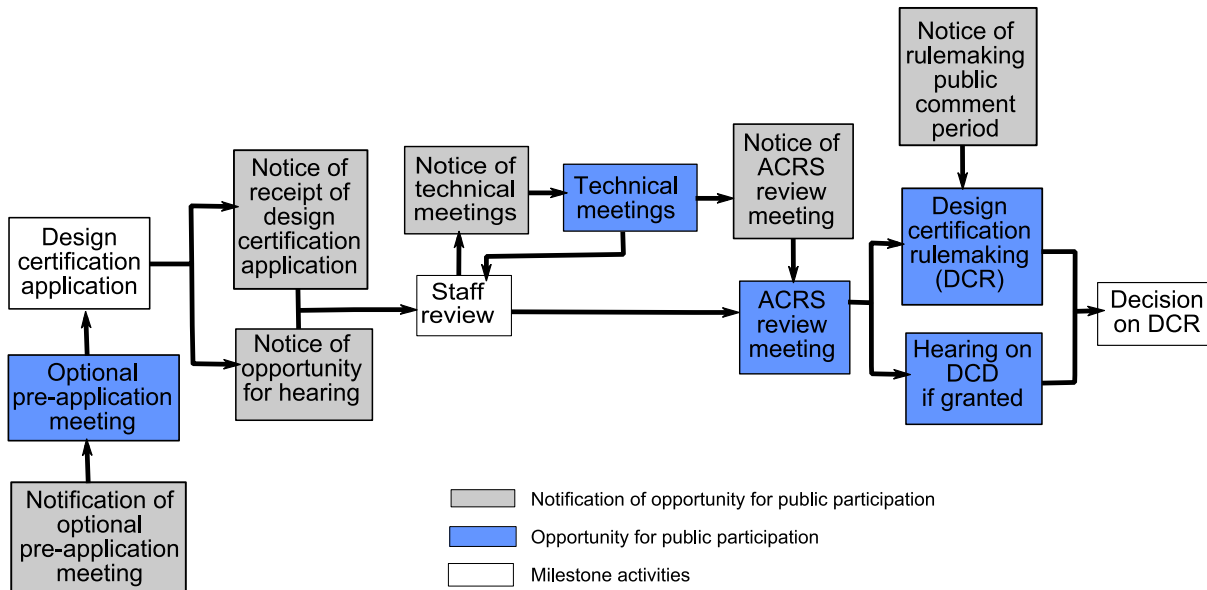 Notice of
rulemaking
public
comment
period
Notice of
receipt of
design
certification
application
Notice of
technical
meetings
Technical
meetings
Notice of
ACRS
review
meeting
Design
certification
rulemaking
(DCR)
Design
certification
application
Staff
review
ACRS
review
meeting
Decision
on DCR
Notice of
opportunity
for hearing
Hearing on
DCD
if granted
Optional
pre-application
meeting
Notification of
optional
pre-application
meeting
Notification of opportunity for public participation
Opportunity for public participation
Milestone activities